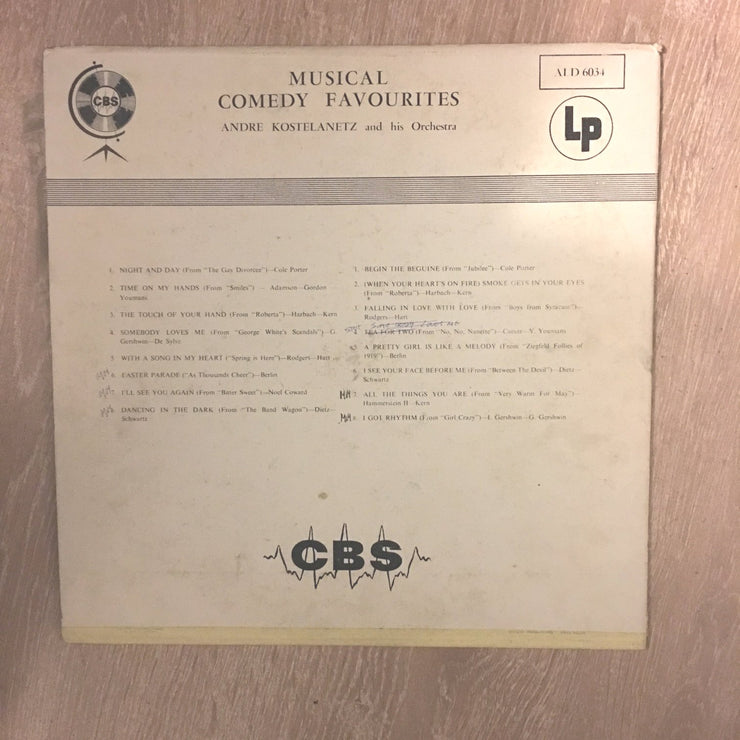 CBS
MUSICAL
COMEDY FAVOURITES
ANDRE KOSTELANETZ and his Orchestra
ALD 6034
Lp
1. NIGHT AND DAY (From "The Gay Divorcee")—Cole Porter
2. TIME ON MY HANDS (From "Smiles") — Adamson—Gordon
Youmans
3. THE TOUCH OF YOUR HAND (From "Roberta")—Harbach—Kern
4. SOMEBODY LOVES ME (From "George White's Scandals")—G.
Gershwin—De Sylva
5. WITH A SONG IN MY HEART ("Spring is Here")—Rodgers—Hart
6. EASTER PARADE ("As Thousands Cheer")—Berlin
7. I'LL SEE YOU AGAIN (From "Bitter Sweet")—Noel Coward
8. DANCING IN THE DARK (From "The Band Wagon")—Dietz—
Schwartz
1. BEGIN THE BEGUINE (From "Jubilee")—Cole Porter
2. (WHEN YOUR HEART'S ON FIRE) SMOKE GETS IN YOUR EYES
(From "Roberta")—Harbach—Kern
3. FALLING IN LOVE WITH LOVE (From "Boys from Syracuse")—
Rodgers—Hart
4. TEA FOR TWO (From "No, No, Nanette")—Caesar—V. Youmans
5. A PRETTY GIRL IS LIKE A MELODY (From "Ziegfeld Follies of
1919")—Berlin
6. I SEE YOUR FACE BEFORE ME (From "Between The Devil")—Dietz—
Schwartz
MM 7. ALL THE THINGS YOU ARE (From "Very Warm For May")—
Hammerstein II—Kern
MM 8. I GOT RHYTHM (From "Girl Crazy")—I. Gershwin—G. Gershwin
CBS